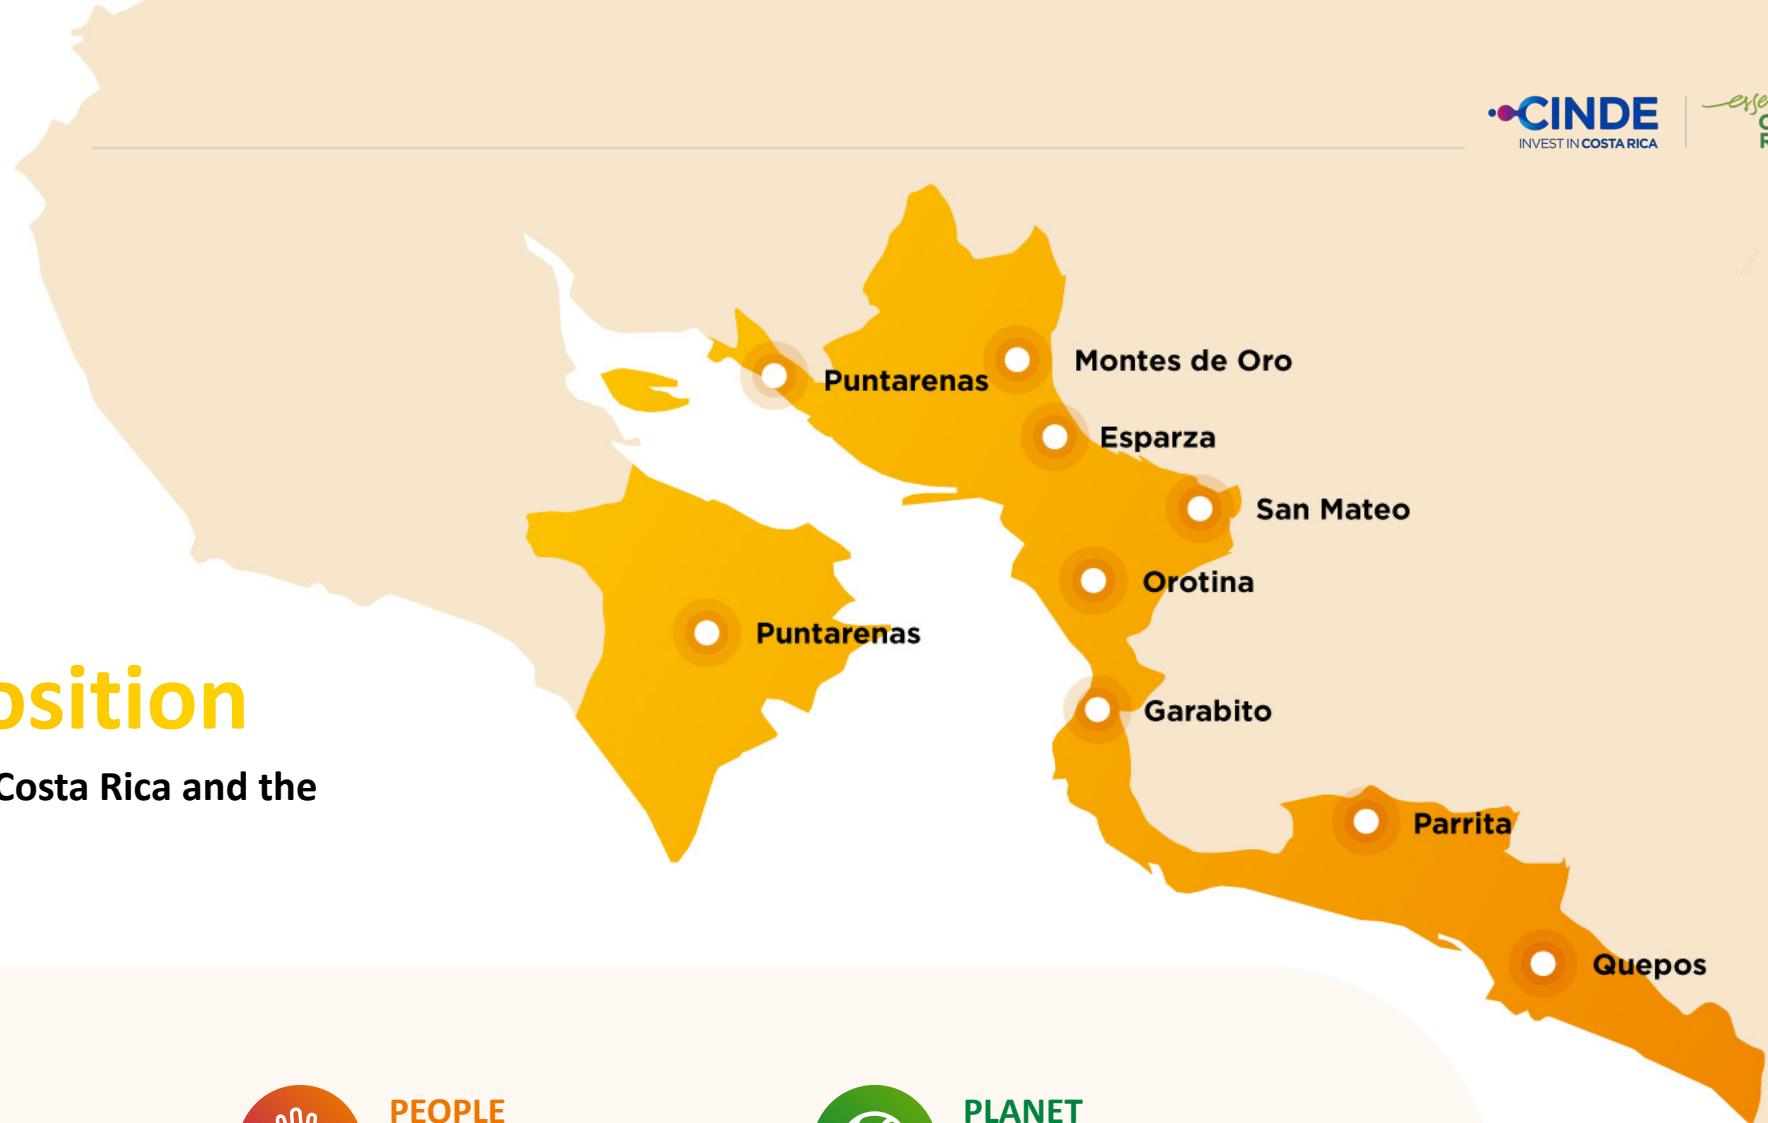 CINDE
INVEST IN COSTA RICA
Montes de Oro
Puntarenas
Esparza
San Mateo
Orotina
Puntarenas
Garabito
Costa Rica and the
Parrita
Quepos
PEOPLE
PLANET